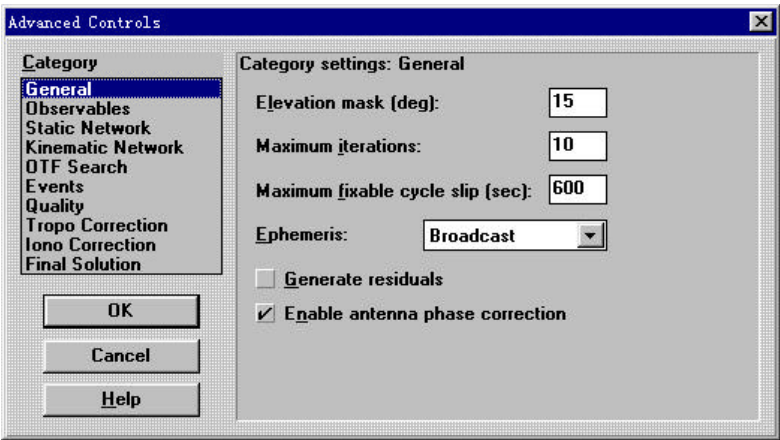 Advanced Controls
Category
General
Observables
Static Network
Kinematic Network
OTF Search
Events
Quality
Tropo Correction
Iono Correction
Final Solution
OK
Cancel
Help
Category settings: General
Elevation mask (deg): 15
Maximum iterations: 10
Maximum fixable cycle slip (sec): 600
Ephemeris: Broadcast
Generate residuals
Enable antenna phase correction